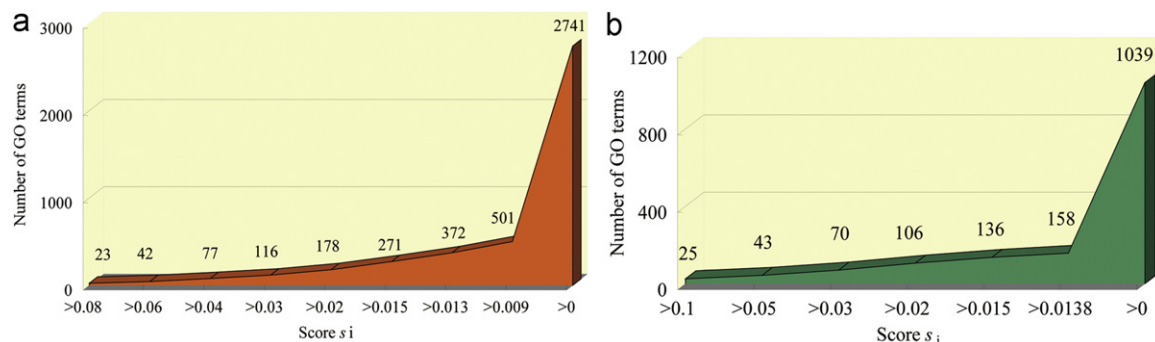 a
Number of GO terms
3000
2000
1000
0
23 42 77 116 178 271 372 501 2741
>0.08 >0.06 >0.04 >0.03 >0.02 >0.015 >0.013 >0.009 >0
Score s i
b
Number of GO terms
1200
800
400
0
25 43 70 106 136 158 1039
>0.1 >0.05 >0.03 >0.02 >0.015 >0.0138 >0
Score s i